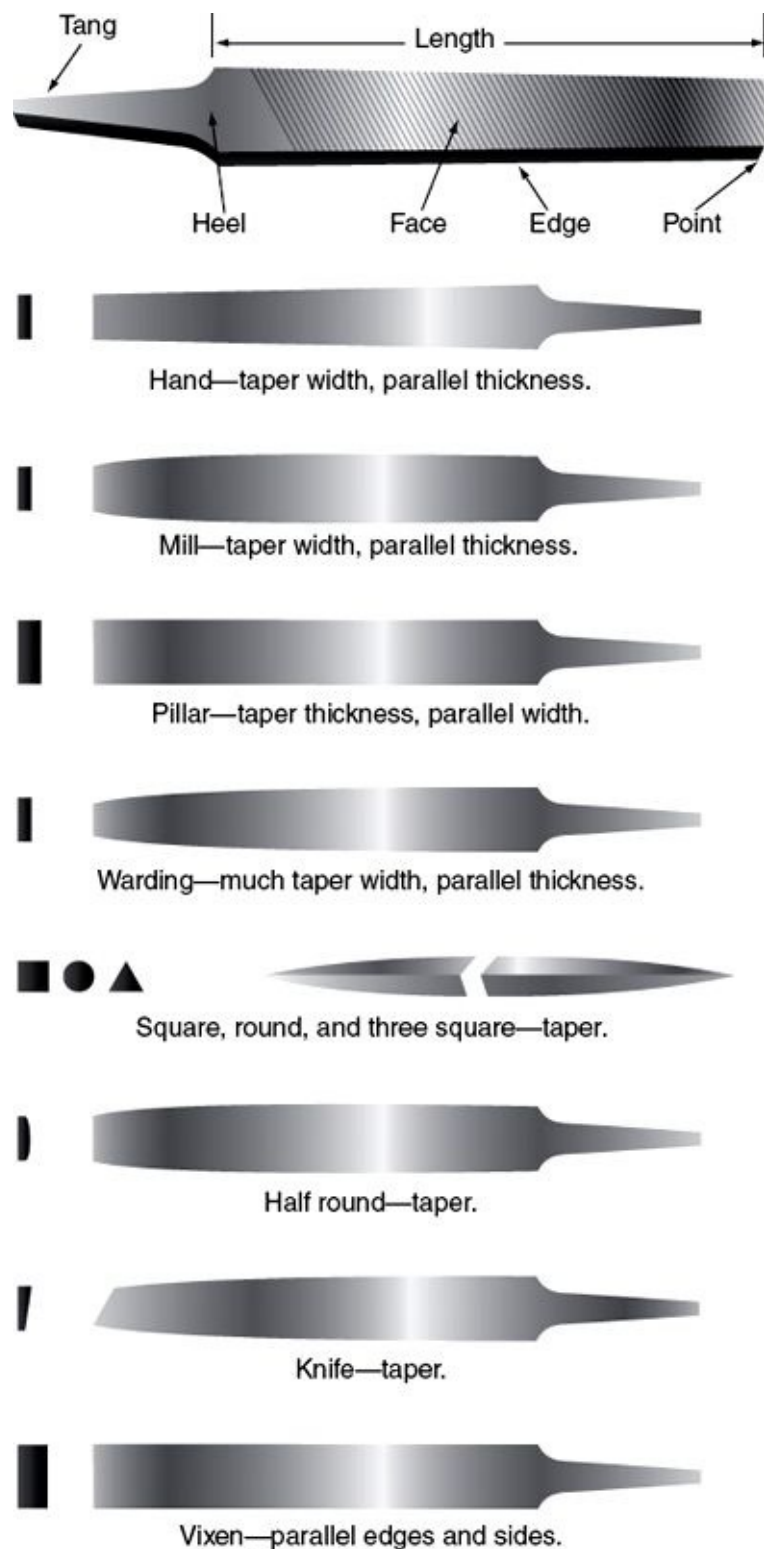 Tang
Length
Heel Face Edge Point
Hand—taper width, parallel thickness.
Mill—taper width, parallel thickness.
Pillar—taper thickness, parallel width.
Warding—much taper width, parallel thickness.
Square, round, and three square—taper.
Half round—taper.
Knife—taper.
Vixen—parallel edges and sides.